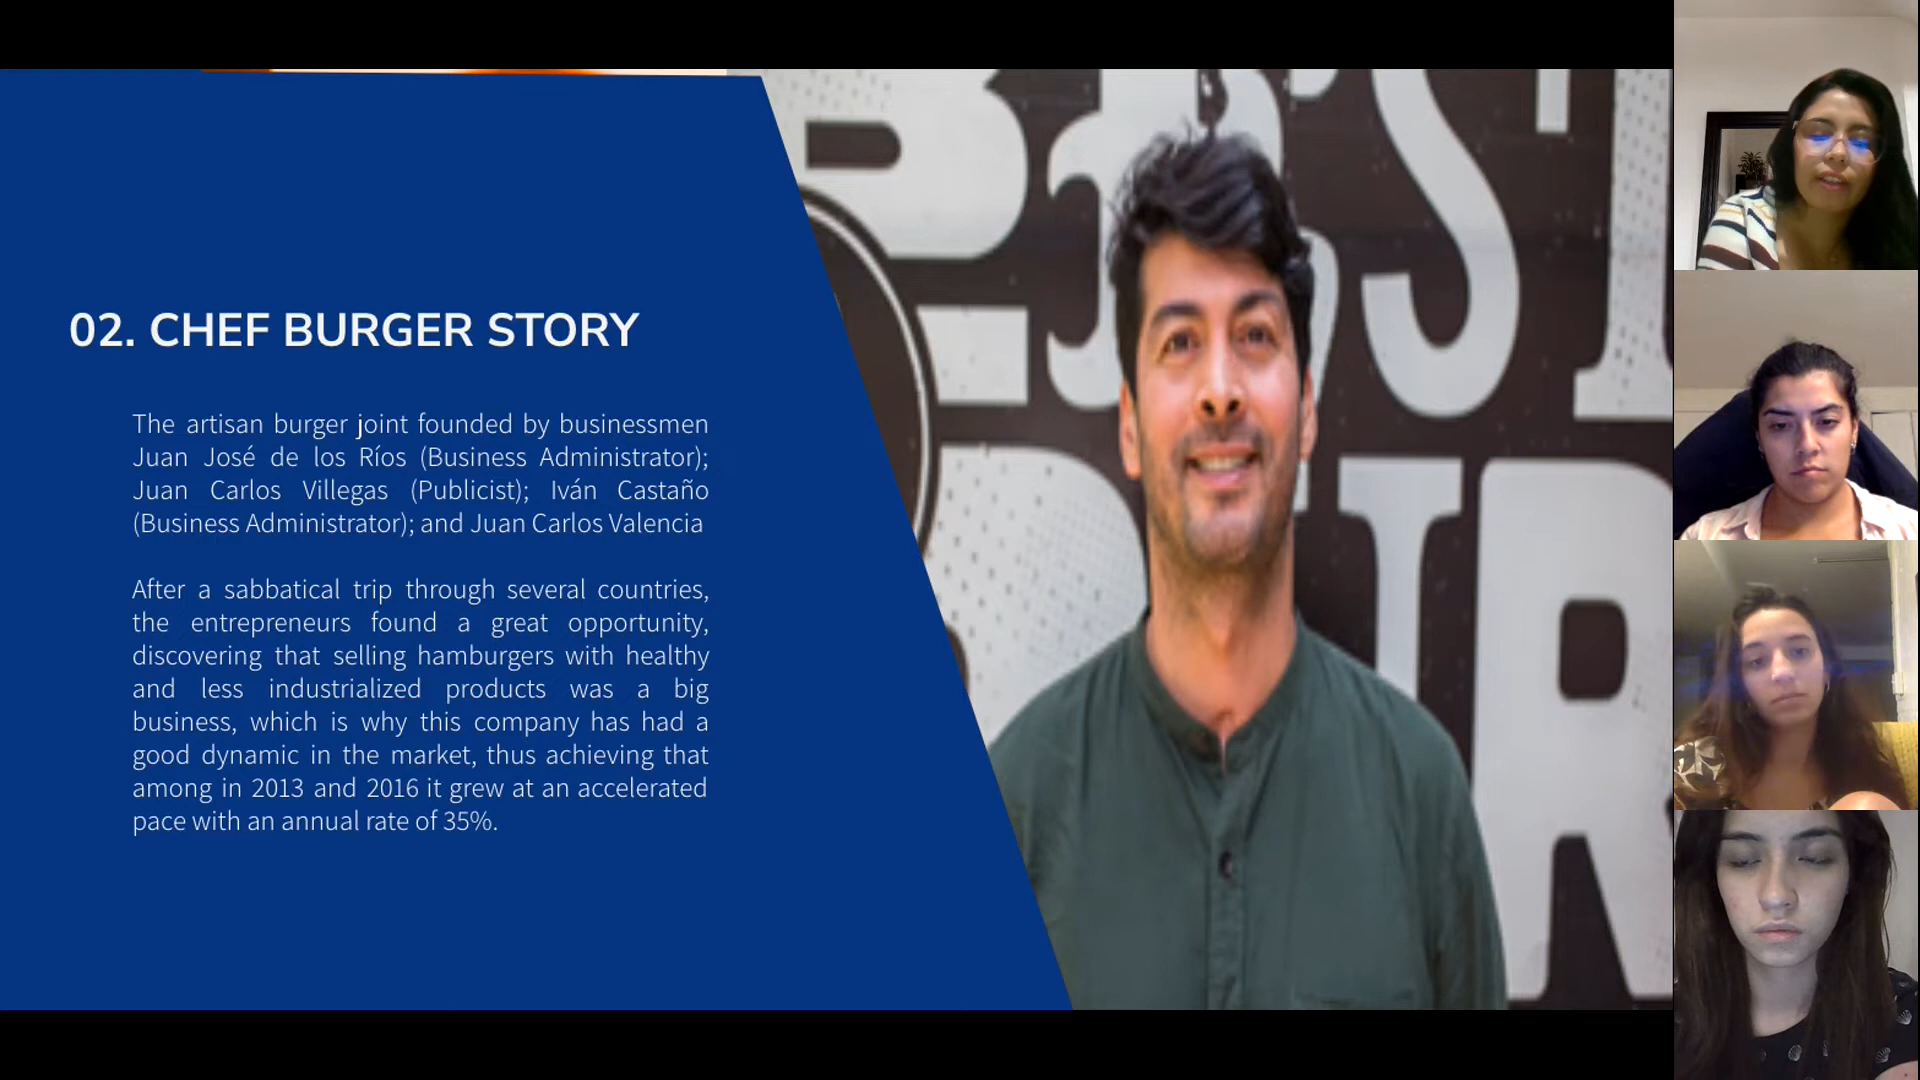 02. CHEF BURGER STORY
The artisan burger joint founded by businessmen
Juan José de los Ríos (Business Administrator);
Juan Carlos Villegas (Publicist); Iván Castaño
(Business Administrator); and Juan Carlos Valencia
After a sabbatical trip through several countries,
the entrepreneurs found a great opportunity,
discovering that selling hamburgers with healthy
and less industrialized products was a big
business, which is why this company has had a
good dynamic in the market, thus achieving that
among in 2013 and 2016 it grew at an accelerated
pace with an annual rate of 35%.